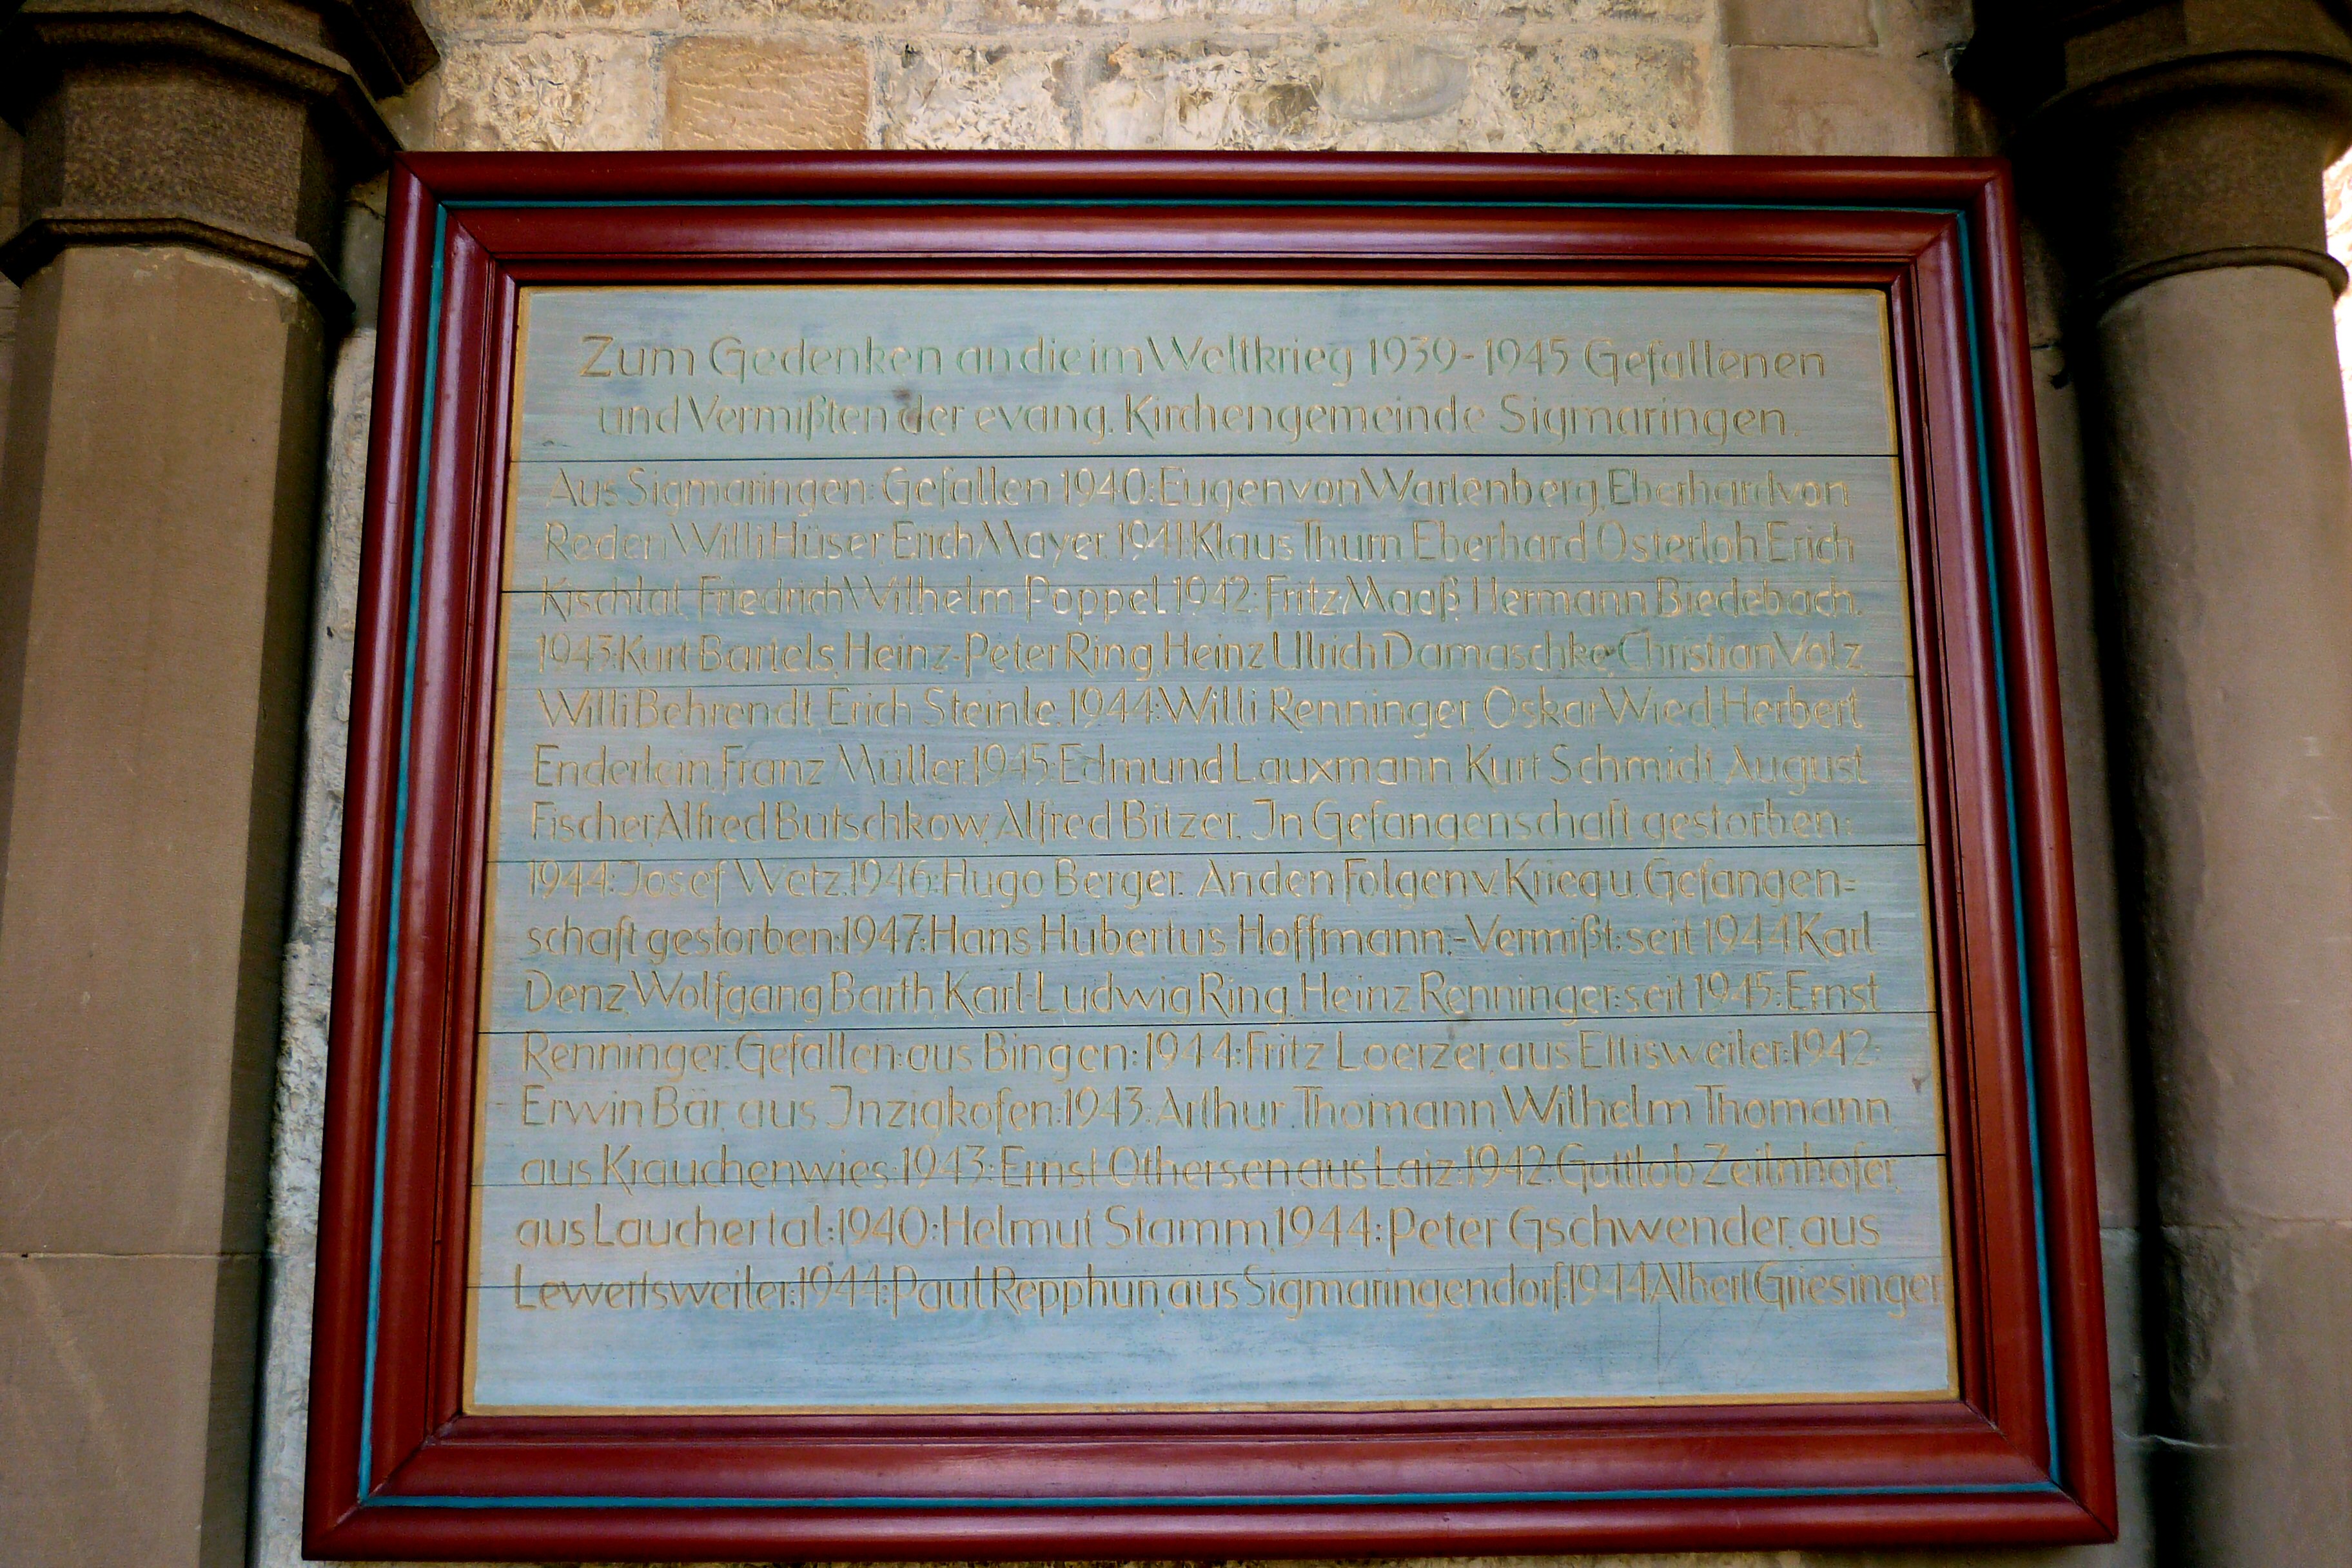 Zum Gedenken an die im Weltkrieg 1939-1945 Gefallenen
und Vermißten der evang. Kirchengemeinde Sigmaringen.
Aus Sigmaringen: Gefallen 1940: Eugen von Wartenberg, Eberhard von
Reden, Willi Hüser, Erich Mayer. 1941: Klaus Thurn, Eberhard Osterloh, Erich
Kischlat, Friedrich Wilhelm Poppel. 1942: Fritz Maaß, Hermann Biedebach.
1943: Kurt Bartels, Heinz-Peter Ring, Heinz Ulrich Damaschke, Christian Volz,
Willi Behrendt, Erich Steinle. 1944: Willi Renninger, Oskar Wied, Herbert
Enderlein, Franz Müller. 1945: Edmund Lauxmann, Kurt Schmidt, August
Fischer, Alfred Butschkow, Alfred Bitzer. In Gefangenschaft gestorben:
1944: Josef Wetz. 1946: Hugo Berger. An den Folgen v. Krieg u. Gefangen=
schaft gestorben: 1947: Hans Hubertus Hoffmann.-Vermißt: seit 1944 Karl
Denz, Wolfgang Barth, Karl-Ludwig Ring, Heinz Renninger: seit 1945: Ernst
Renninger. Gefallen: aus Bingen: 1944: Fritz Loerzer, aus Ettisweiler: 1942:
Erwin Bär, aus Inzigkofen: 1943: Arthur Thomann, Wilhelm Thomann,
aus Krauchenwies: 1943: Ernst Othersen aus Laiz: 1942: Gottlob Zeilnhofer,
aus Lauchertal: 1940: Helmut Stamm, 1944: Peter Gschwender, aus
Lewertsweiler: 1944: Paul Repphun, aus Sigmaringendorf: 1944 Albert Griesinger